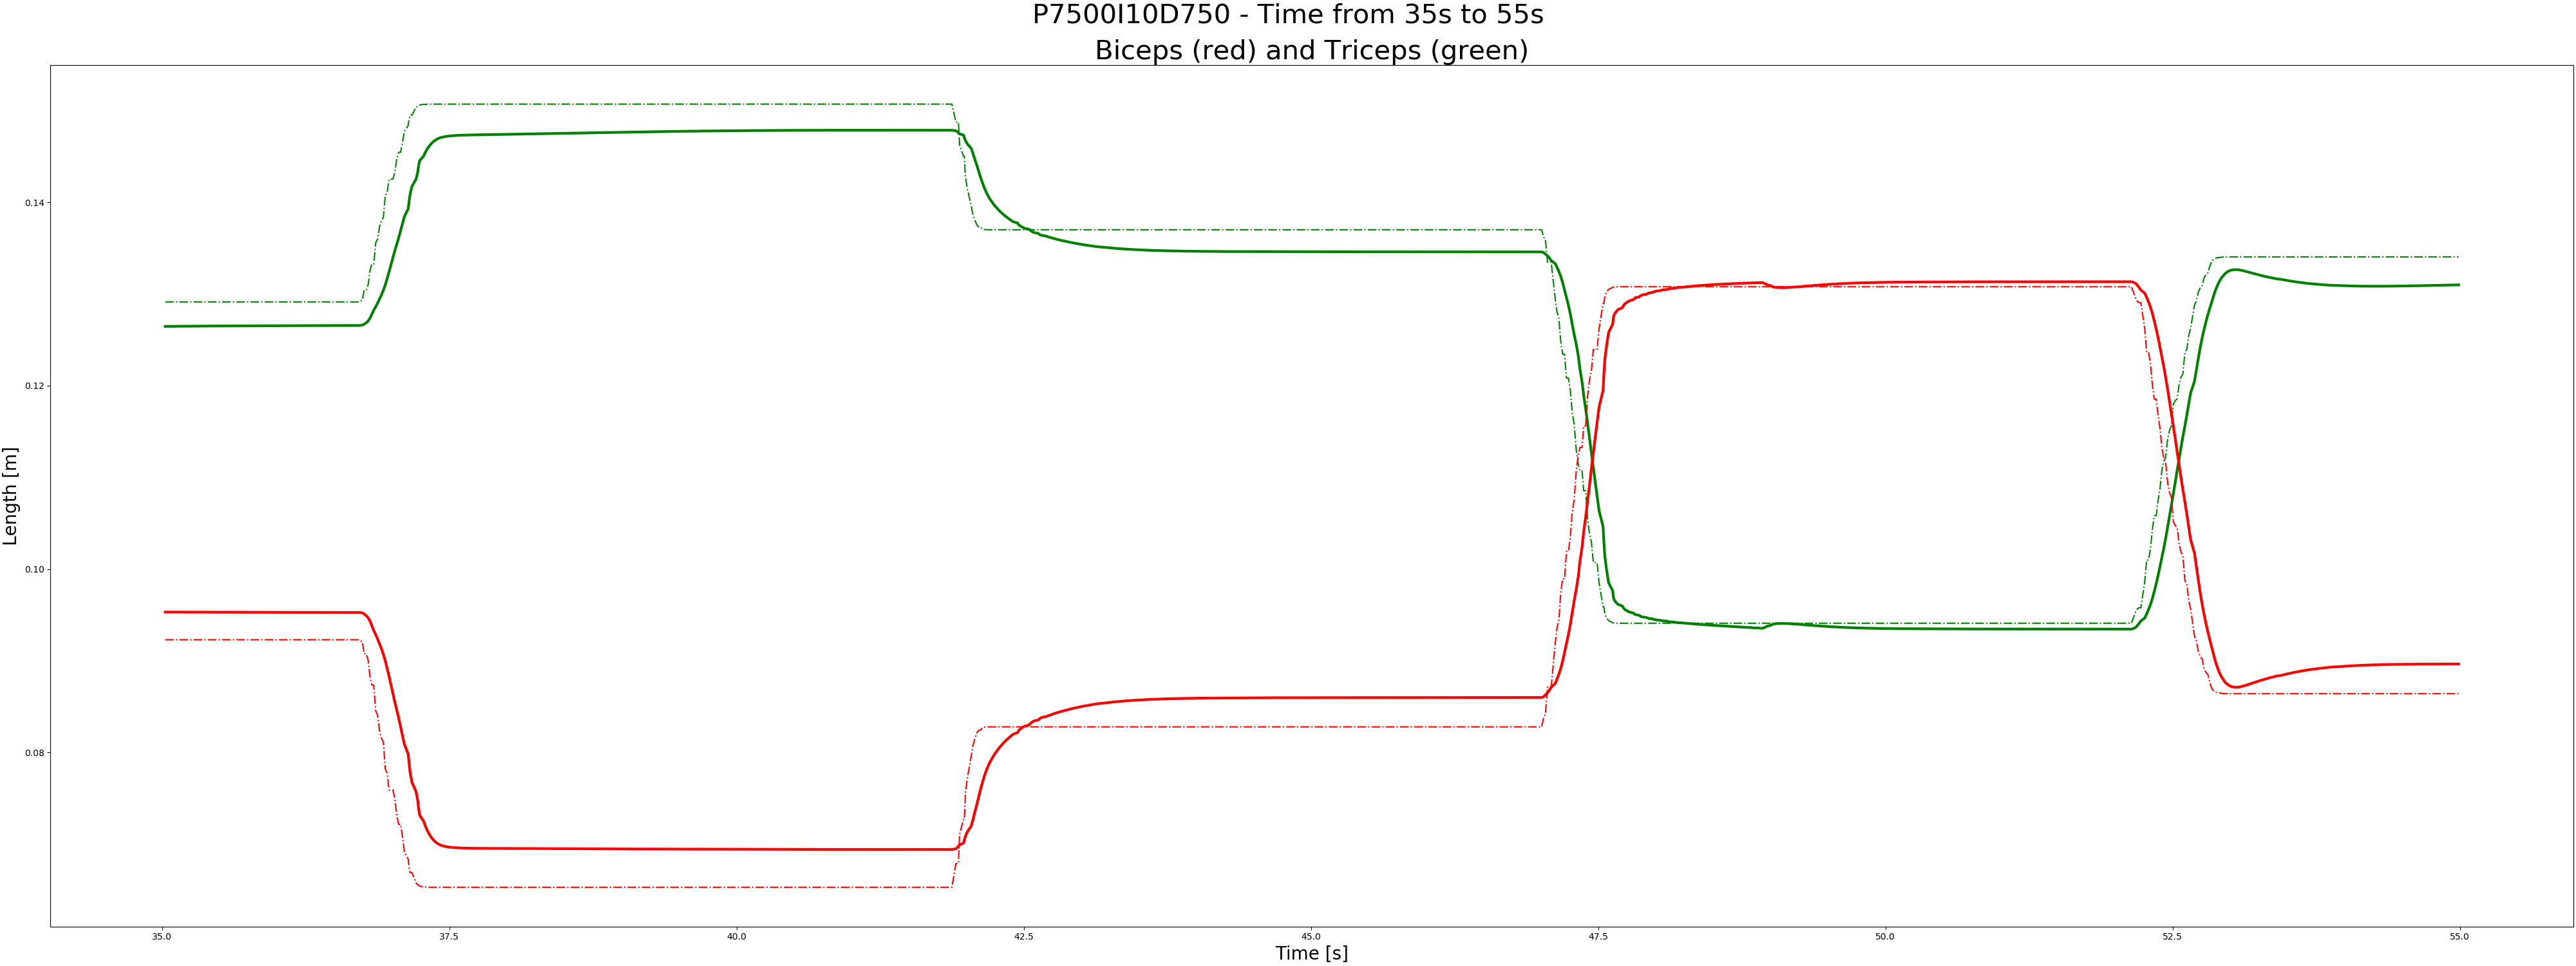 P7500I10D750 - Time from 35s to 55s
Biceps (red) and Triceps (green)
Length [m]
0.14
0.12
0.10
0.08
35.0 37.5 40.0 42.5 45.0 47.5 50.0 52.5 55.0
Time [s]